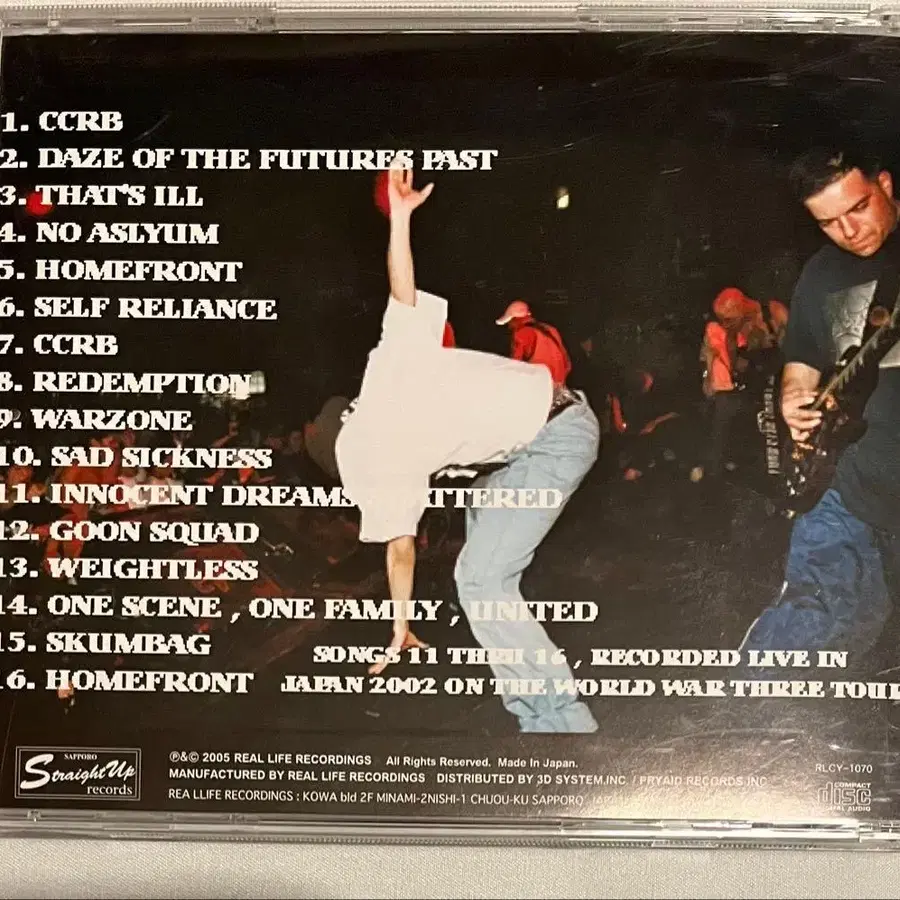 1. CCRB
2. DAZE OF THE FUTURES PAST
3. THAT'S ILL
4. NO ASLYUM
5. HOMEFRONT
6. SELF RELIANCE
7. CCRB
8. REDEMPTION
9. WARZONE
10. SAD SICKNESS
11. INNOCENT DREAMS
12. GOON SQUAD
13. WEIGHTLESS
14. ONE SCENE , ONE FAMILY , UNITED
15. SKUMBAG
16. HOMEFRONT
SONGS 11 THRU 16 , RECORDED LIVE IN
JAPAN 2002 ON THE WORLD WAR THREE TOUR
SAPPORO
StraightUp
records
℗&© 2005 REAL LIFE RECORDINGS All Rights Reserved. Made In Japan.
MANUFACTURED BY REAL LIFE RECORDINGS DISTRIBUTED BY 3D SYSTEM.INC. / PRYAID RECORDS INC
REA LLIFE RECORDINGS : KOWA bld 2F MINAMI-2NISHI-1 CHUOU-KU SAPPORO
RLCY-1070
COMPACT
disc
DIGITAL AUDIO